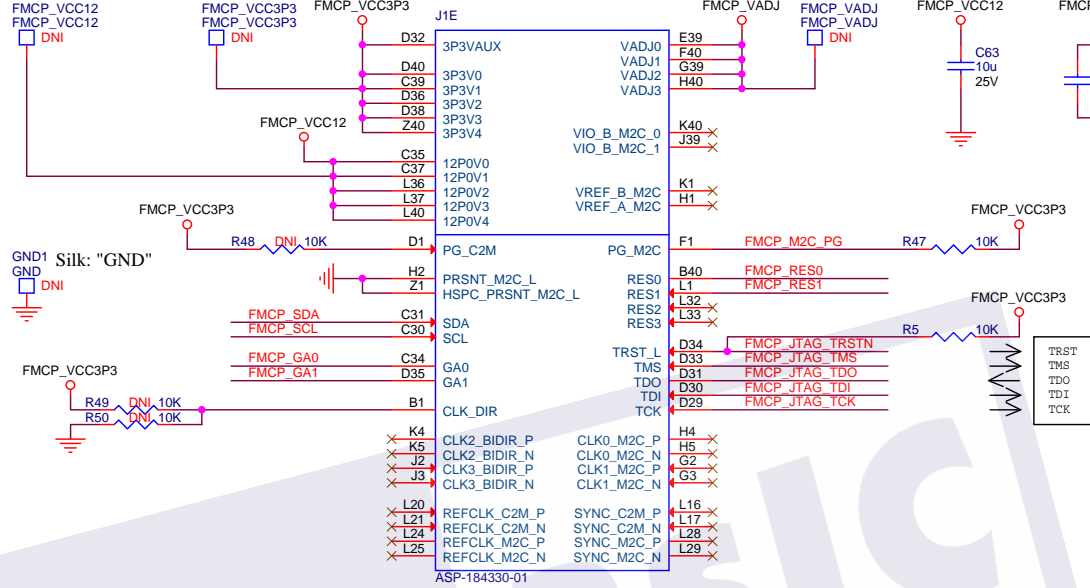 FMCP_VCC12
FMCP_VCC12
DNI
FMCP_VCC3P3
FMCP_VCC3P3
DNI
FMCP_VCC3P3
J1E
FMCP_VADJ
FMCP_VADJ
FMCP_VADJ
DNI
FMCP_VCC12
C63
10u
25V
D32 3P3VAUX
D40 3P3V0
C39 3P3V1
D36 3P3V2
D38 3P3V3
Z40 3P3V4
VADJ0 E39
VADJ1 F40
VADJ2 G39
VADJ3 H40
FMCP_VCC12
VIO_B_M2C_0 K40
VIO_B_M2C_1 J39
C35 12P0V0
C37 12P0V1
L36 12P0V2
L37 12P0V3
L40 12P0V4
VREF_B_M2C K1
VREF_A_M2C H1
FMCP_VCC3P3
R48 DNI 10K D1 PG_C2M
PG_M2C F1 FMCP_M2C_PG R47 10K
FMCP_VCC3P3
GND1
GND
DNI
Silk: "GND"
H2 PRSNT_M2C_L
Z1 HSPC_PRSNT_M2C_L
RES0 B40 FMCP_RES0
RES1 L1 FMCP_RES1
RES2 L32
RES3 L33
FMCP_SDA C31 SDA
FMCP_SCL C30 SCL
FMCP_VCC3P3
R5 10K
FMCP_GA0 C34 GA0
FMCP_GA1 D35 GA1
TRST_L D34 FMCP_JTAG_TRSTN TRST
TMS D33 FMCP_JTAG_TMS TMS
TDO D31 FMCP_JTAG_TDO TDO
TDI D30 FMCP_JTAG_TDI TDI
TCK D29 FMCP_JTAG_TCK TCK
FMCP_VCC3P3
R49 DNI 10K
R50 DNI 10K
B1 CLK_DIR
K4 CLK2_BIDIR_P
K5 CLK2_BIDIR_N
J2 CLK3_BIDIR_P
J3 CLK3_BIDIR_N
CLK0_M2C_P H4
CLK0_M2C_N H5
CLK1_M2C_P G2
CLK1_M2C_N G3
L20 REFCLK_C2M_P
L21 REFCLK_C2M_N
L24 REFCLK_M2C_P
L25 REFCLK_M2C_N
SYNC_C2M_P L16
SYNC_C2M_N L17
SYNC_M2C_P L28
SYNC_M2C_N L29
ASP-184330-01